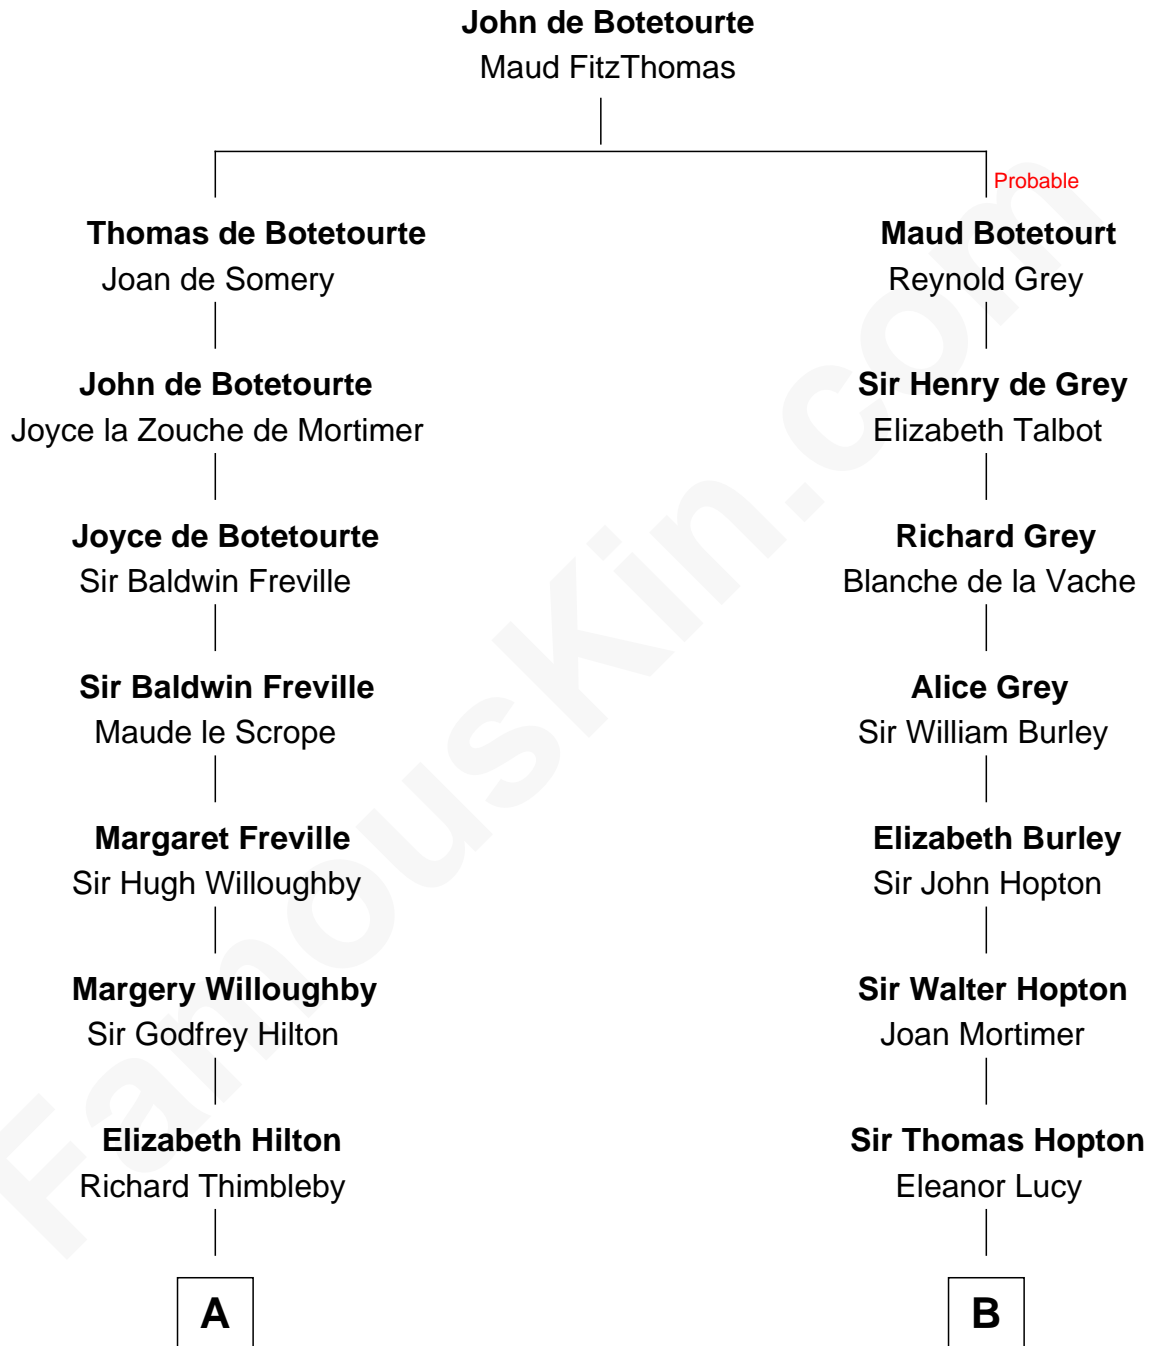 John de Botetourte
Maud FitzThomas
Probable
Thomas de Botetourte
Joan de Somery
Maud Botetourt
Reynold Grey
John de Botetourte
Joyce la Zouche de Mortimer
Sir Henry de Grey
Elizabeth Talbot
Joyce de Botetourte
Sir Baldwin Freville
Richard Grey
Blanche de la Vache
Sir Baldwin Freville
Maude le Scrope
Alice Grey
Sir William Burley
Margaret Freville
Sir Hugh Willoughby
Elizabeth Burley
Sir John Hopton
Margery Willoughby
Sir Godfrey Hilton
Sir Walter Hopton
Joan Mortimer
Elizabeth Hilton
Richard Thimbleby
Sir Thomas Hopton
Eleanor Lucy
A
B
FamousKin.com